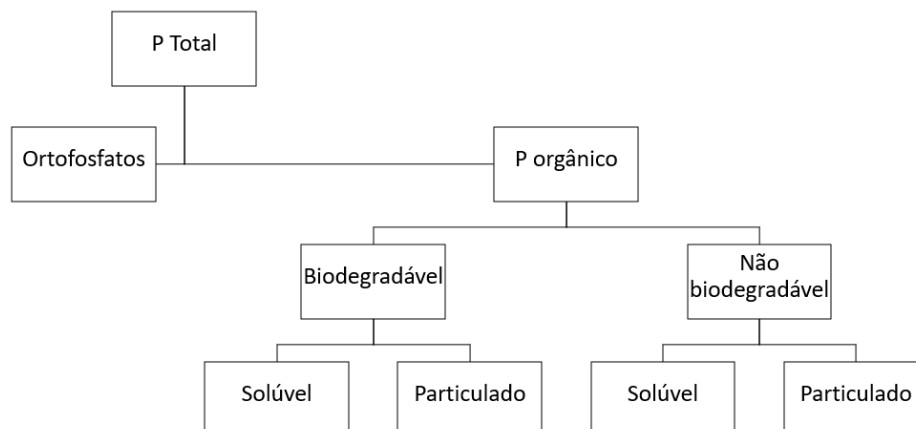 P Total
Ortofosfatos
P orgânico
Biodegradável
Não
biodegradável
Solúvel
Particulado
Solúvel
Particulado